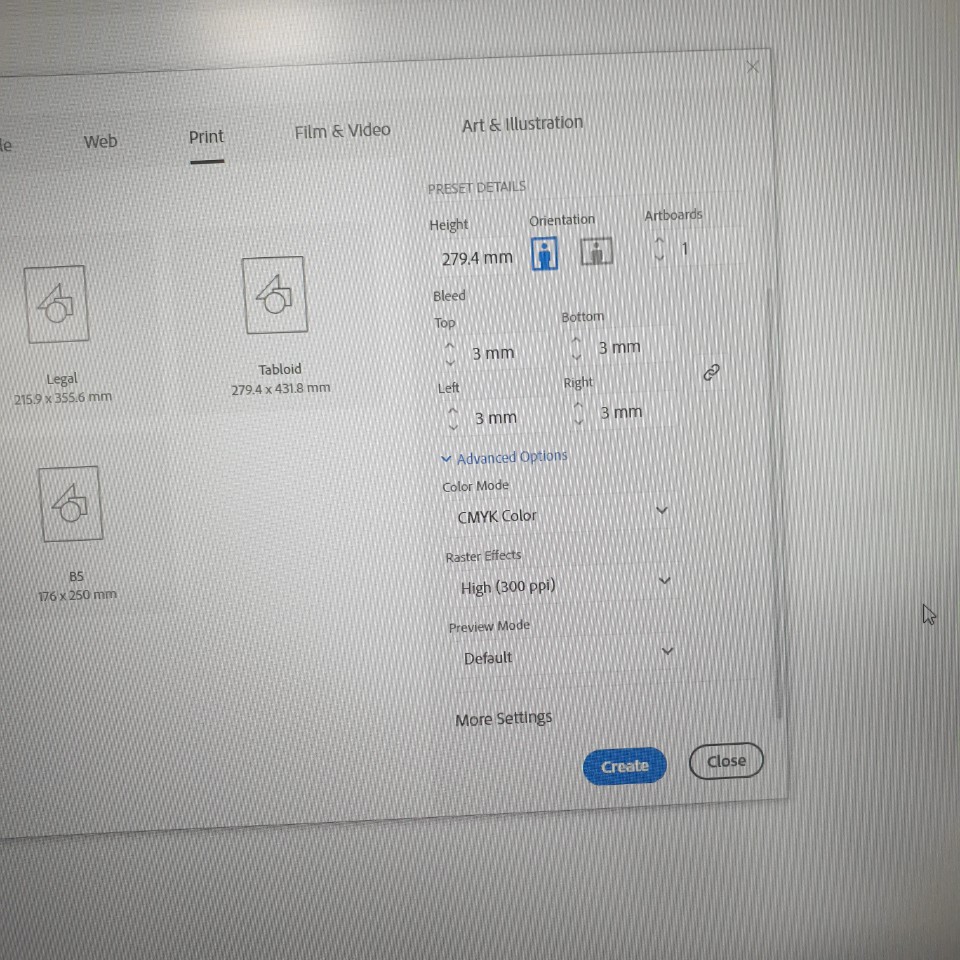 Web Print Film & Video Art & Illustration
PRESET DETAILS
Height Orientation Artboards
279.4 mm 1
Bleed
Top Bottom
3 mm 3 mm
Left Right
3 mm 3 mm
Advanced Options
Color Mode
CMYK Color
Raster Effects
High (300 ppi)
Preview Mode
Default
More Settings
Create Close
Legal
215.9 x 355.6 mm
Tabloid
279.4 x 431.8 mm
B5
176 x 250 mm